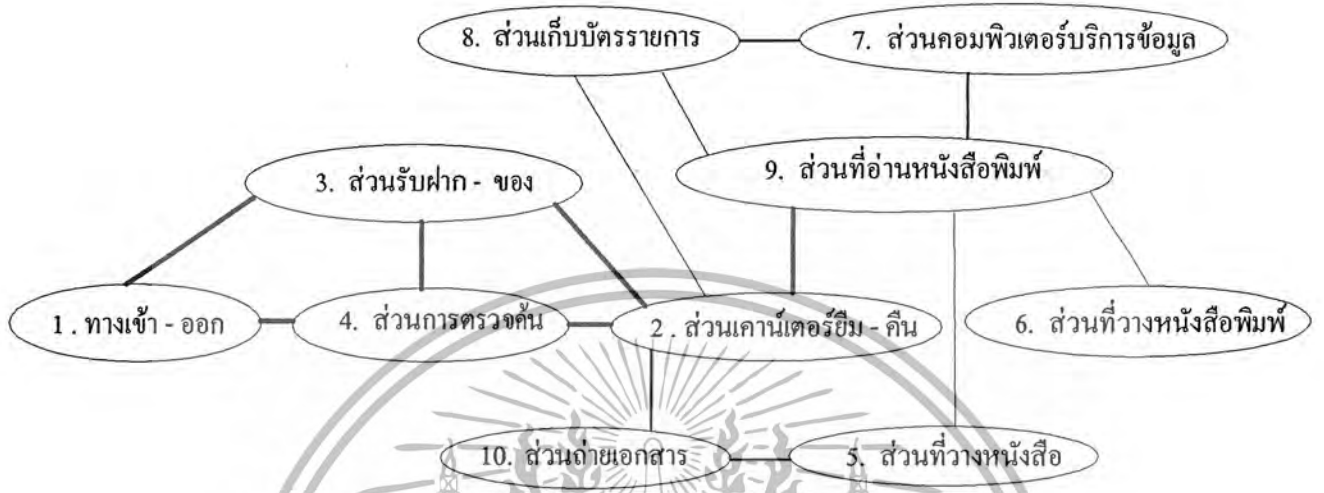 8. ส่วนเก็บบัตรรายการ
7. ส่วนคอมพิวเตอร์บริการข้อมูล
3. ส่วนรับฝาก - ของ
9. ส่วนที่อ่านหนังสือพิมพ์
1. ทางเข้า - ออก
4. ส่วนการตรวจค้น
2. ส่วนเคาน์เตอร์ยืม - คืน
6. ส่วนที่วางหนังสือพิมพ์
10. ส่วนถ่ายเอกสาร
5. ส่วนที่วางหนังสือ